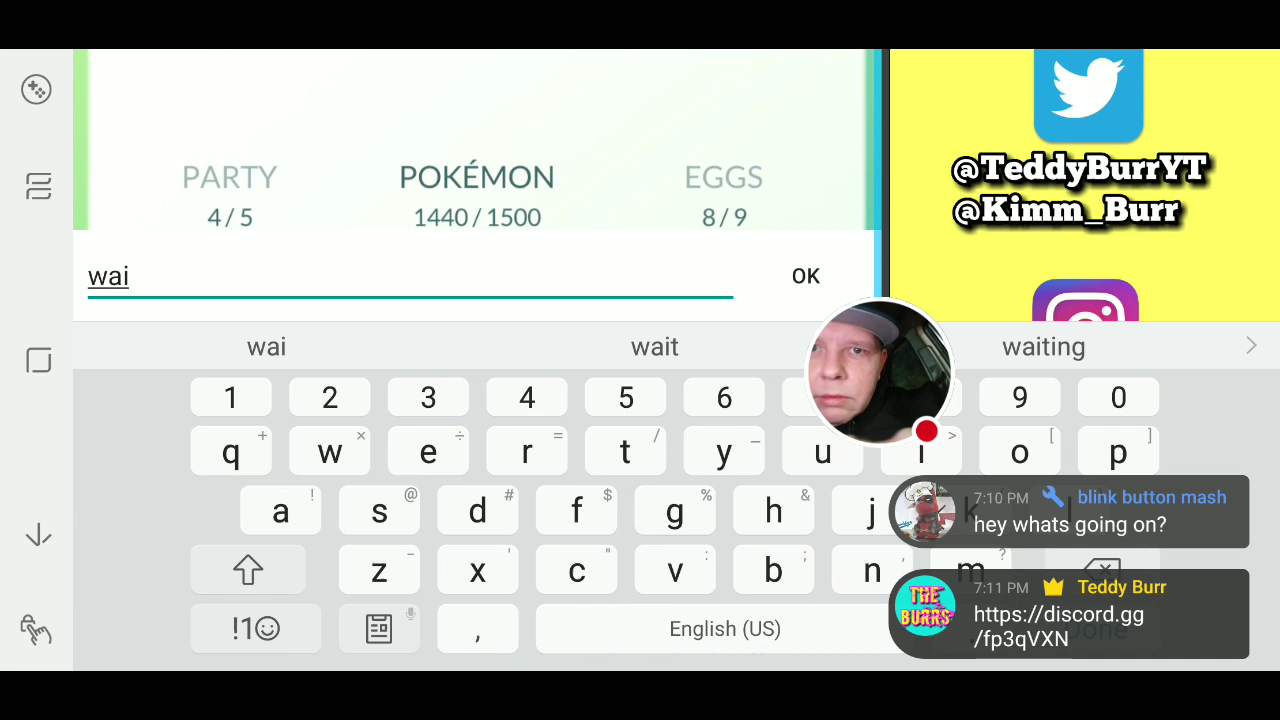 PARTY
POKÉMON
EGGS
4 / 5
1440 / 1500
8 / 9
@TeddyBurrYT
@Kimm_Burr
wai
OK
wai
wait
waiting
1 2 3 4 5 6 9 0
q + w × e ÷ r = t / y _ u i > o [ p ]
a ! s @ d # f $ g % h & j k l
z - x ' c " v : b ; n , m ?
!1☺ , English (US) . Done
7:10 PM blink button mash
hey whats going on?
THE
BURRS
7:11 PM Teddy Burr
https://discord.gg
/fp3qVXN